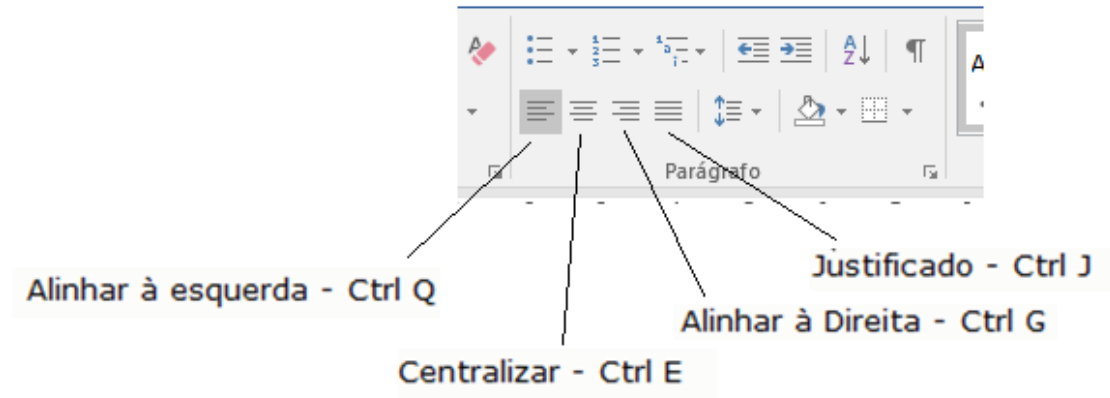 Parágrafo
Justificado - Ctrl J
Alinhar à esquerda - Ctrl Q
Alinhar à Direita - Ctrl G
Centralizar - Ctrl E